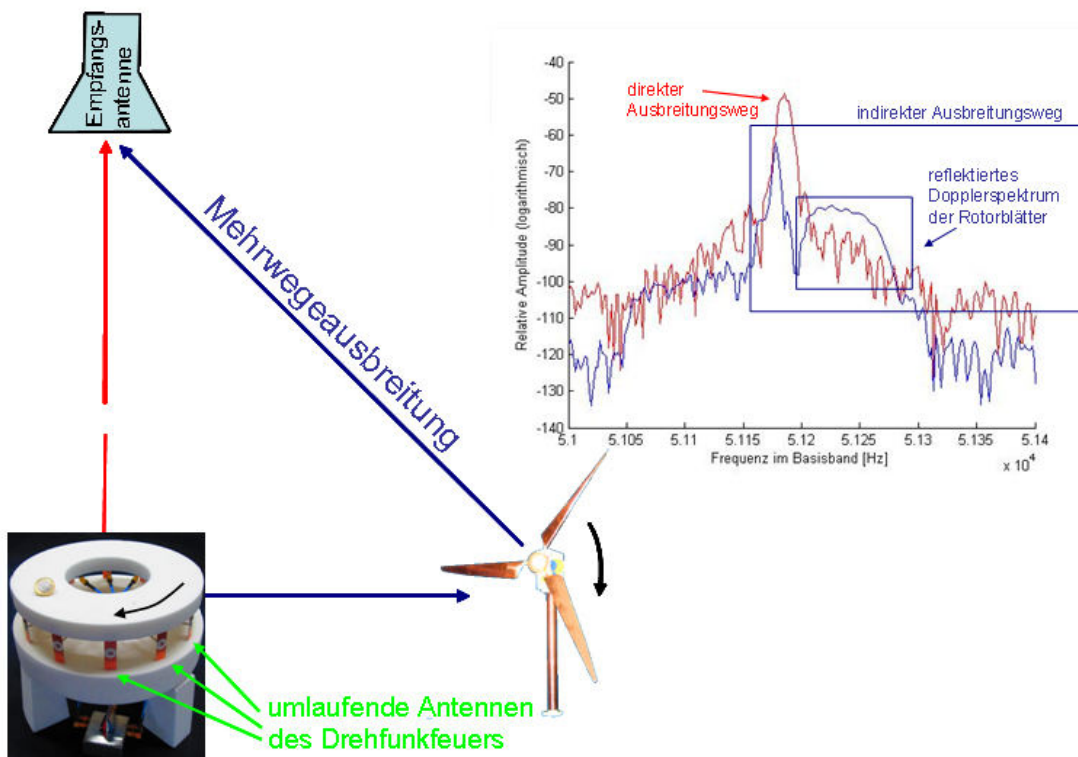 Empfangs-
antenne
Mehrwegeausbreitung
umlaufende Antennen
des Drehfunkfeuers
direkter
Ausbreitungsweg
indirekter Ausbreitungsweg
reflektiertes
Dopplerspektrum
der Rotorblätter
Relative Amplitude (logarithmisch)
-40
-50
-60
-70
-80
-90
-100
-110
-120
-130
-140
5.1 5.105 5.11 5.115 5.12 5.125 5.13 5.135 5.14
Frequenz im Basisband [Hz]
x 10⁴